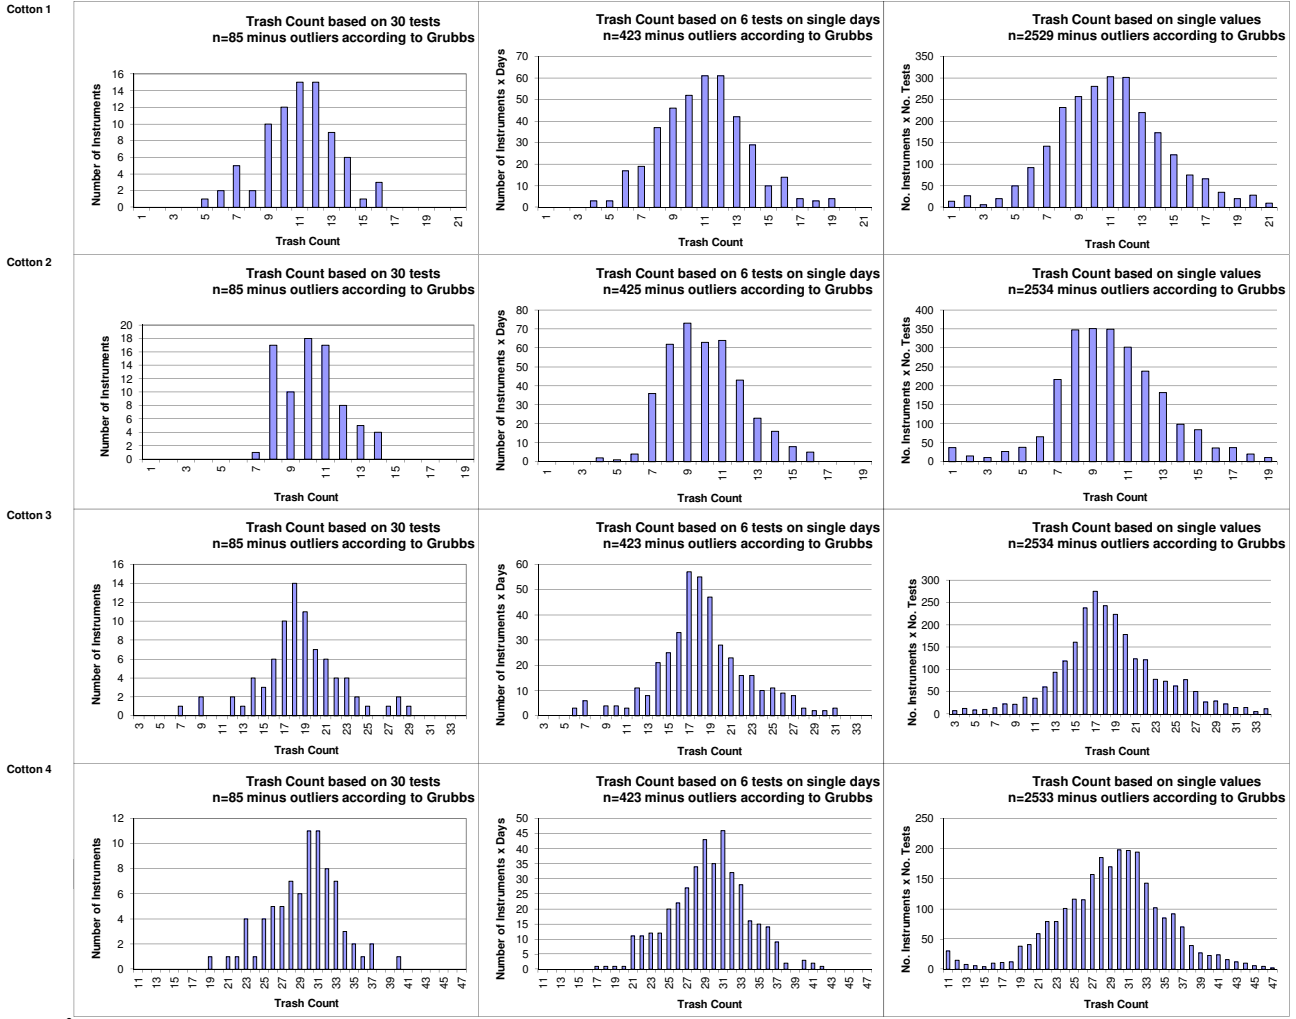 Cotton 1
Trash Count based on 30 tests
n=85 minus outliers according to Grubbs
Number of Instruments
16
14
12
10
8
6
4
2
0
1 3 5 7 9 11 13 15 17 19 21
Trash Count
Trash Count based on 6 tests on single days
n=423 minus outliers according to Grubbs
Number of Instruments x Days
70
60
50
40
30
20
10
0
1 3 5 7 9 11 13 15 17 19 21
Trash Count
Trash Count based on single values
n=2529 minus outliers according to Grubbs
No. Instruments x No. Tests
350
300
250
200
150
100
50
0
1 3 5 7 9 11 13 15 17 19 21
Trash Count
Cotton 2
Trash Count based on 30 tests
n=85 minus outliers according to Grubbs
Number of Instruments
20
18
16
14
12
10
8
6
4
2
0
1 3 5 7 9 11 13 15 17 19
Trash Count
Trash Count based on 6 tests on single days
n=425 minus outliers according to Grubbs
Number of Instruments x Days
80
70
60
50
40
30
20
10
0
1 3 5 7 9 11 13 15 17 19
Trash Count
Trash Count based on single values
n=2534 minus outliers according to Grubbs
No. Instruments x No. Tests
400
350
300
250
200
150
100
50
0
1 3 5 7 9 11 13 15 17 19
Trash Count
Cotton 3
Trash Count based on 30 tests
n=85 minus outliers according to Grubbs
Number of Instruments
16
14
12
10
8
6
4
2
0
3 5 7 9 11 13 15 17 19 21 23 25 27 29 31 33
Trash Count
Trash Count based on 6 tests on single days
n=423 minus outliers according to Grubbs
Number of Instruments x Days
60
50
40
30
20
10
0
3 5 7 9 11 13 15 17 19 21 23 25 27 29 31 33
Trash Count
Trash Count based on single values
n=2534 minus outliers according to Grubbs
No. Instruments x No. Tests
300
250
200
150
100
50
0
3 5 7 9 11 13 15 17 19 21 23 25 27 29 31 33
Trash Count
Cotton 4
Trash Count based on 30 tests
n=85 minus outliers according to Grubbs
Number of Instruments
12
10
8
6
4
2
0
11 13 15 17 19 21 23 25 27 29 31 33 35 37 39 41 43 45 47
Trash Count
Trash Count based on 6 tests on single days
n=423 minus outliers according to Grubbs
Number of Instruments x Days
50
45
40
35
30
25
20
15
10
5
0
11 13 15 17 19 21 23 25 27 29 31 33 35 37 39 41 43 45 47
Trash Count
Trash Count based on single values
n=2533 minus outliers according to Grubbs
No. Instruments x No. Tests
250
200
150
100
50
0
11 13 15 17 19 21 23 25 27 29 31 33 35 37 39 41 43 45 47
Trash Count